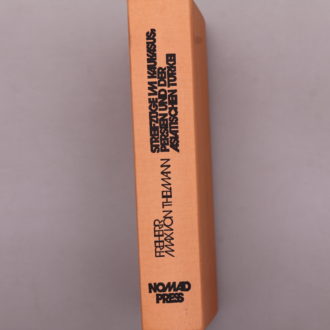 FREIHERR
MAX VON THIELMANN
STREIFZÜGE IM KAUKASUS,
PERSIEN UND DER
ASIATISCHEN TÜRKEI
NOMAD
PRESS